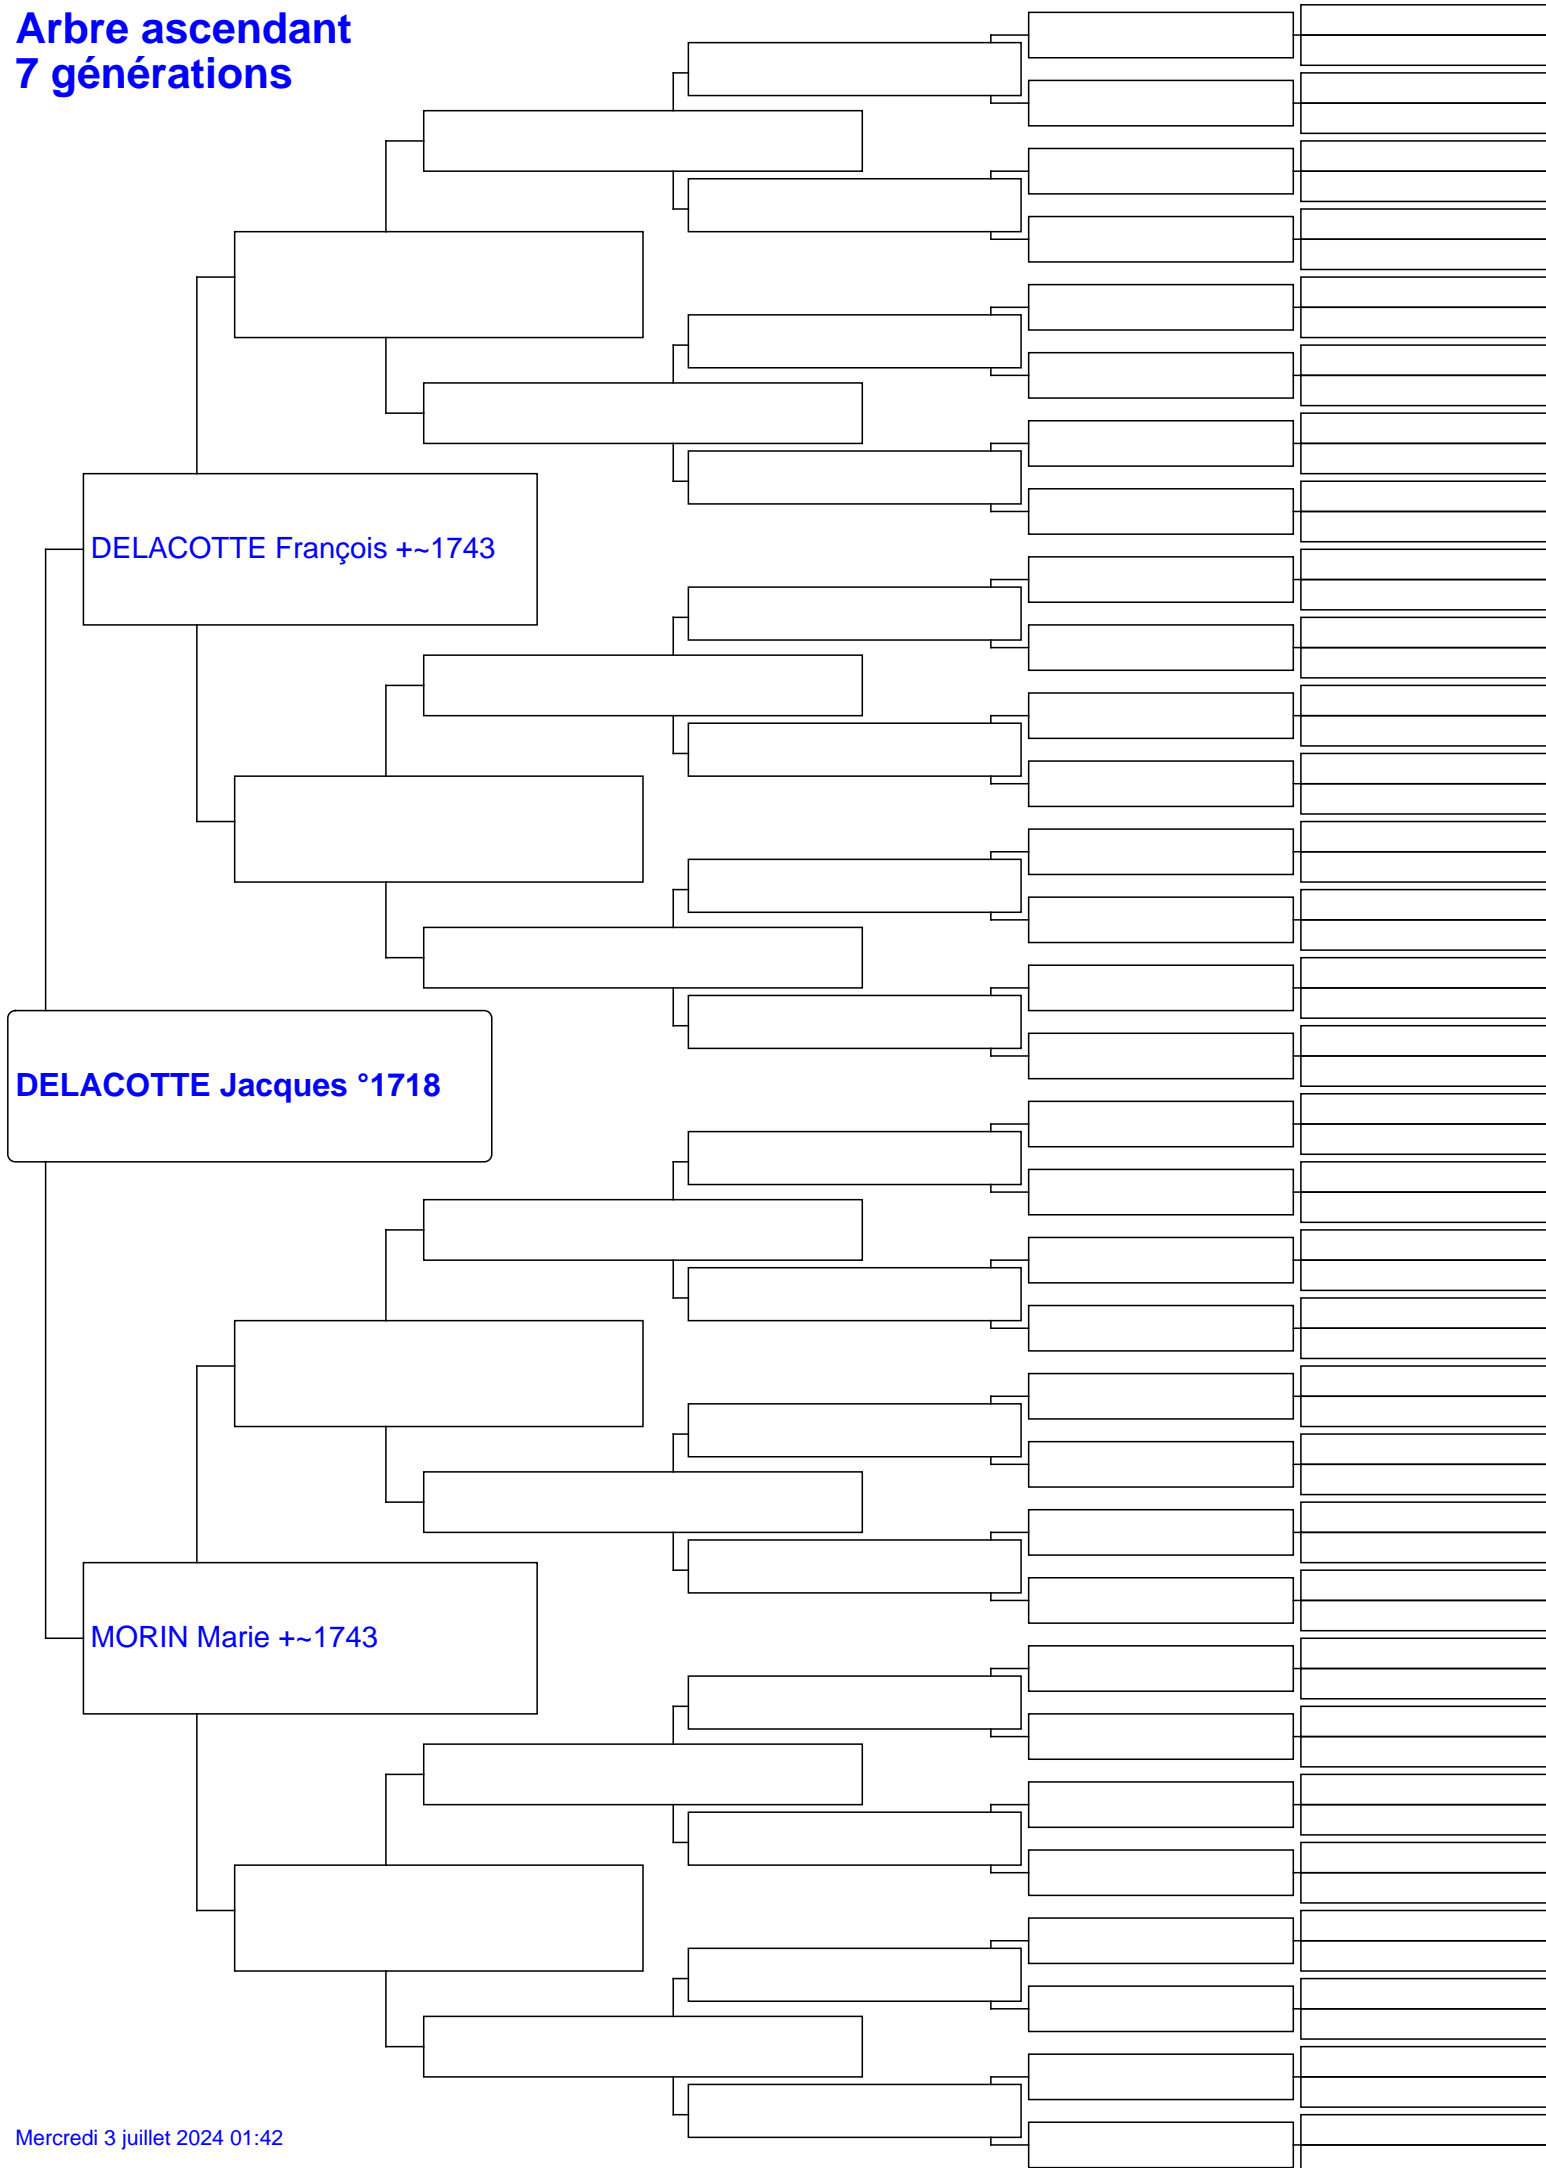 Arbre ascendant
7 générations
DELACOTTE François +~1743
DELACOTTE Jacques °1718
MORIN Marie +~1743
Mercredi 3 juillet 2024 01:42